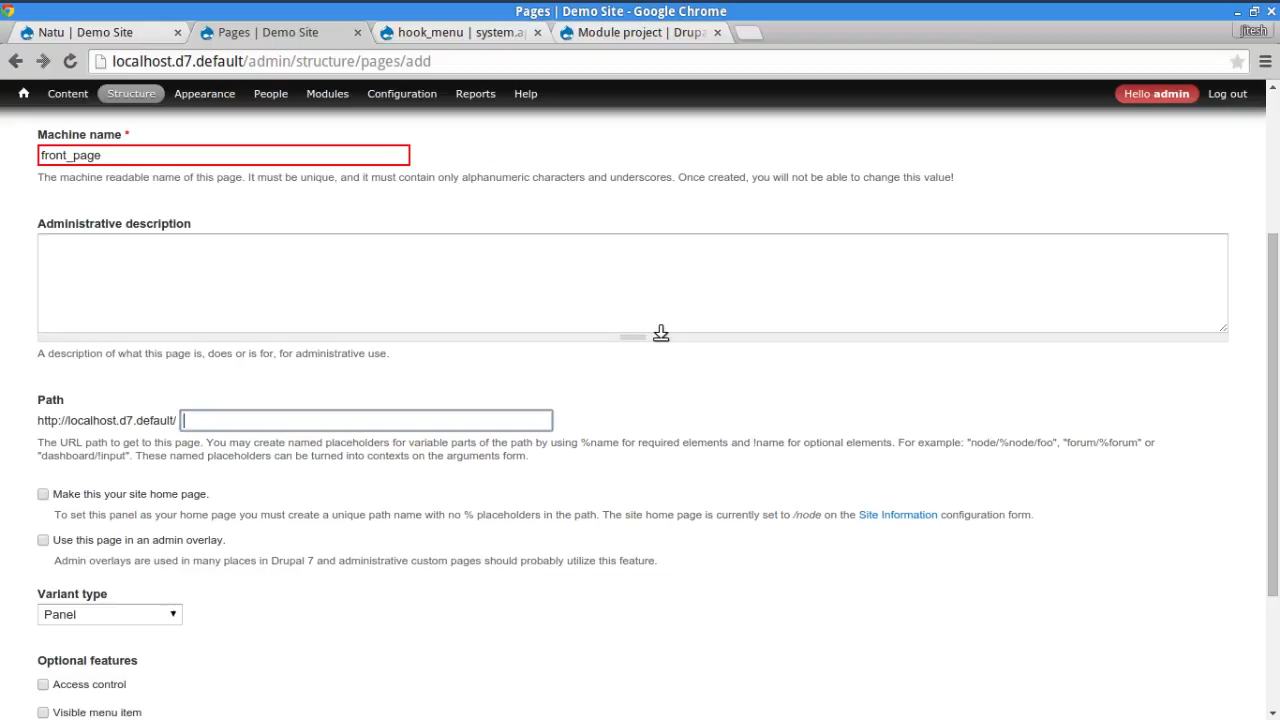 Pages | Demo Site - Google Chrome
Natu | Demo Site
Pages | Demo Site
hook_menu | system.a
Module project | Drupa
jitesh
localhost.d7.default/admin/structure/pages/add
Content Structure Appearance People Modules Configuration Reports Help Hello admin Log out
Machine name *
front_page
The machine readable name of this page. It must be unique, and it must contain only alphanumeric characters and underscores. Once created, you will not be able to change this value!
Administrative description
A description of what this page is, does or is for, for administrative use.
Path
http://localhost.d7.default/
The URL path to get to this page. You may create named placeholders for variable parts of the path by using %name for required elements and !name for optional elements. For example: "node/%node/foo", "forum/%forum" or
"dashboard/!input". These named placeholders can be turned into contexts on the arguments form.
Make this your site home page.
To set this panel as your home page you must create a unique path name with no % placeholders in the path. The site home page is currently set to /node on the Site Information configuration form.
Use this page in an admin overlay.
Admin overlays are used in many places in Drupal 7 and administrative custom pages should probably utilize this feature.
Variant type
Panel
Optional features
Access control
Visible menu item